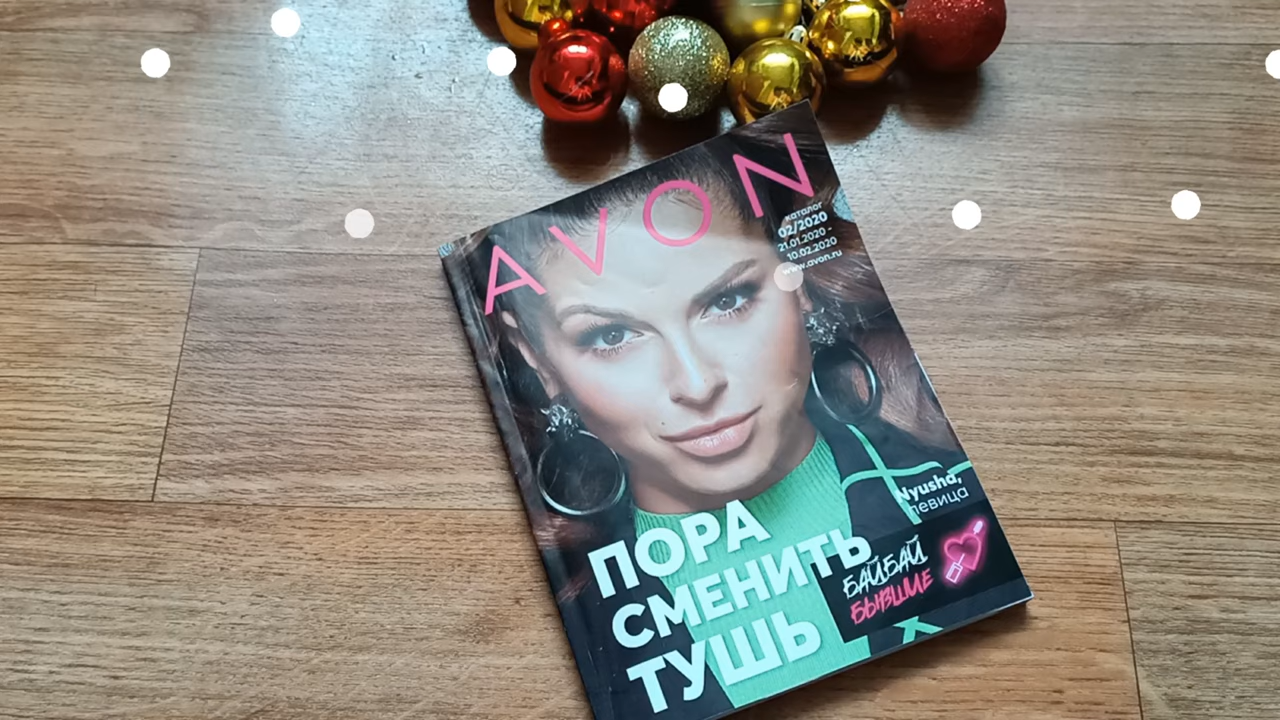 AVON
каталог
02/2020
21.01.2020 -
10.02.2020
www.avon.ru
Nyusha,
певица
ПОРА
СМЕНИТЬ
ТУШЬ
БАЙБАЙ
БЫВШИЕ